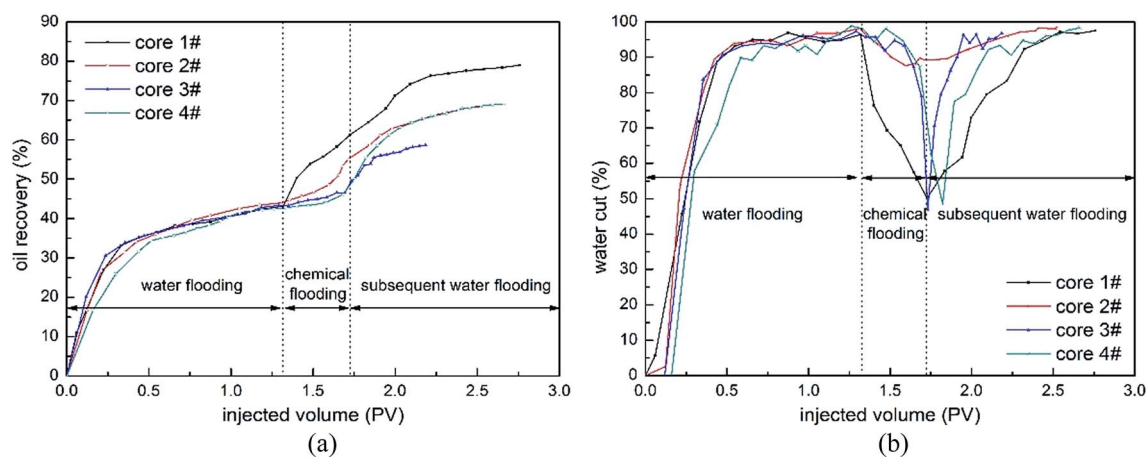 90
80
70
60
50
40
30
20
10
0
oil recovery (%)
core 1#
core 2#
core 3#
core 4#
water flooding
chemical
flooding
subsequent water flooding
0.0
0.5
1.0
1.5
2.0
2.5
3.0
injected volume (PV)
(a)
100
90
80
70
60
50
40
30
20
10
0
water cut (%)
water flooding
chemical
flooding
subsequent water flooding
core 1#
core 2#
core 3#
core 4#
0.0
0.5
1.0
1.5
2.0
2.5
3.0
injected volume (PV)
(b)